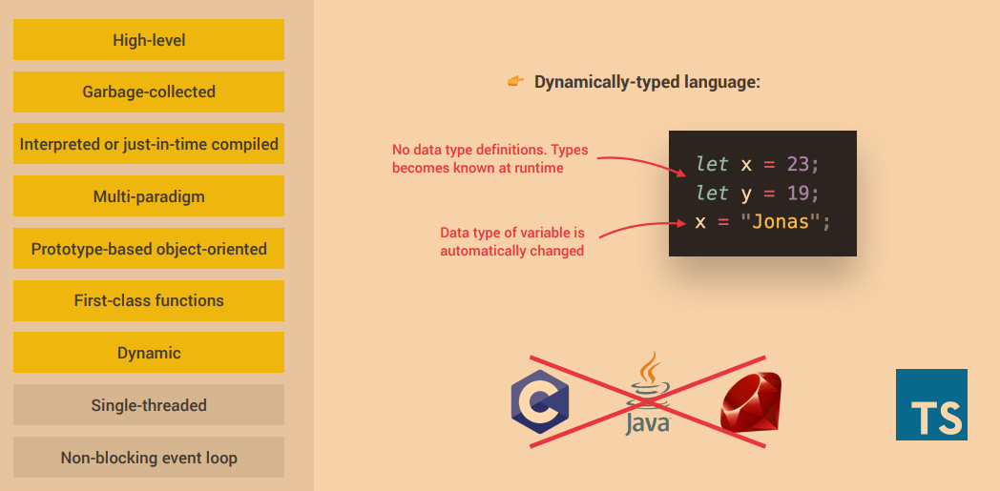 High-level
Garbage-collected
Interpreted or just-in-time compiled
Multi-paradigm
Prototype-based object-oriented
First-class functions
Dynamic
Single-threaded
Non-blocking event loop
Dynamically-typed language:
No data type definitions. Types
becomes known at runtime
Data type of variable is
automatically changed
let x = 23;
let y = 19;
x = "Jonas";
C
Java
TS